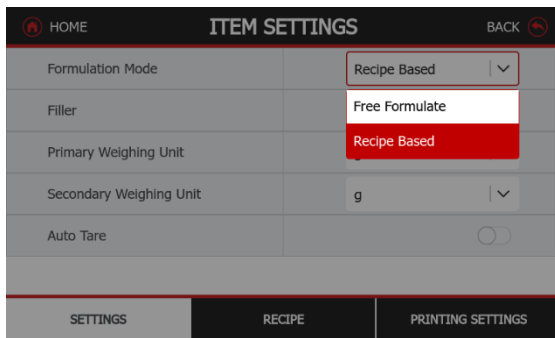 HOME ITEM SETTINGS BACK
Formulation Mode Recipe Based
Filler Free Formulate
Recipe Based
Primary Weighing Unit
Secondary Weighing Unit g
Auto Tare
SETTINGS RECIPE PRINTING SETTINGS